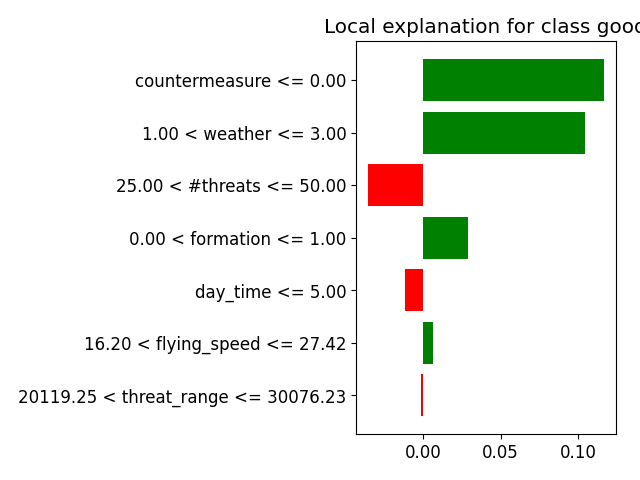 Local explanation for class good
countermeasure <= 0.00
1.00 < weather <= 3.00
25.00 < #threats <= 50.00
0.00 < formation <= 1.00
day_time <= 5.00
16.20 < flying_speed <= 27.42
20119.25 < threat_range <= 30076.23
0.00 0.05 0.10